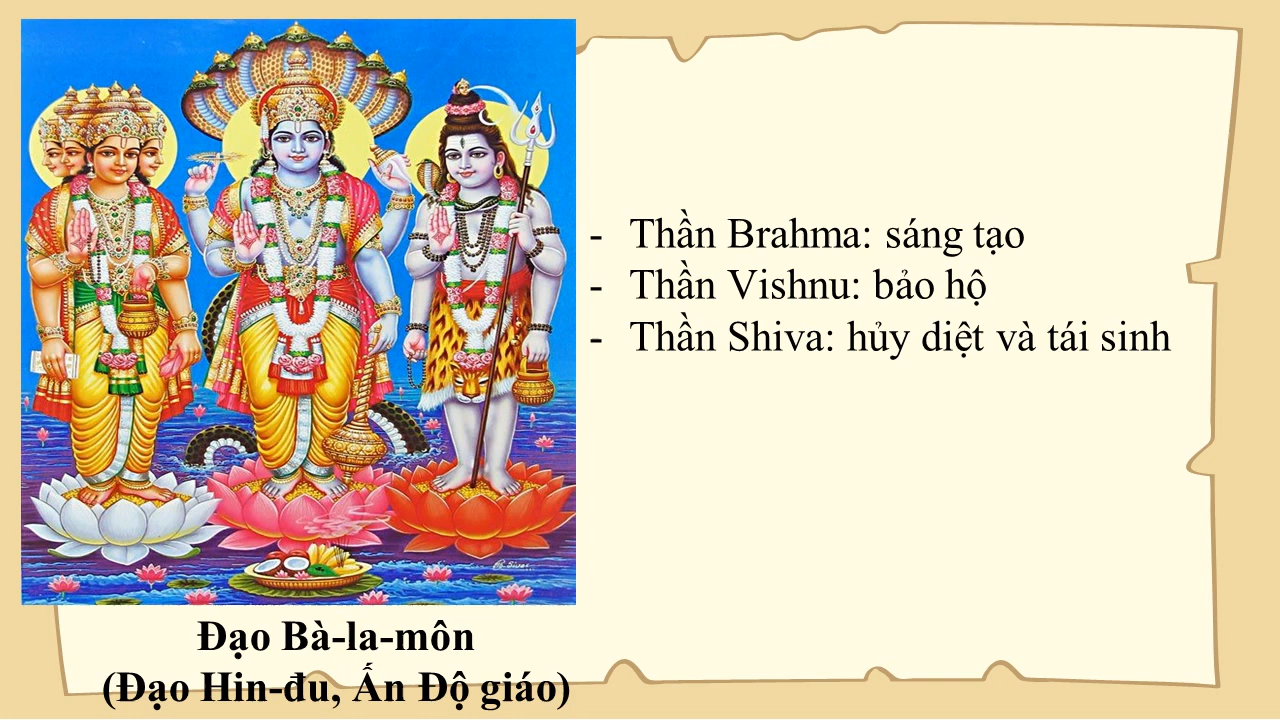 - Thần Brahma: sáng tạo
- Thần Vishnu: bảo hộ
- Thần Shiva: hủy diệt và tái sinh
Đạo Bà-la-môn
(Đạo Hin-đu, Ấn Độ giáo)